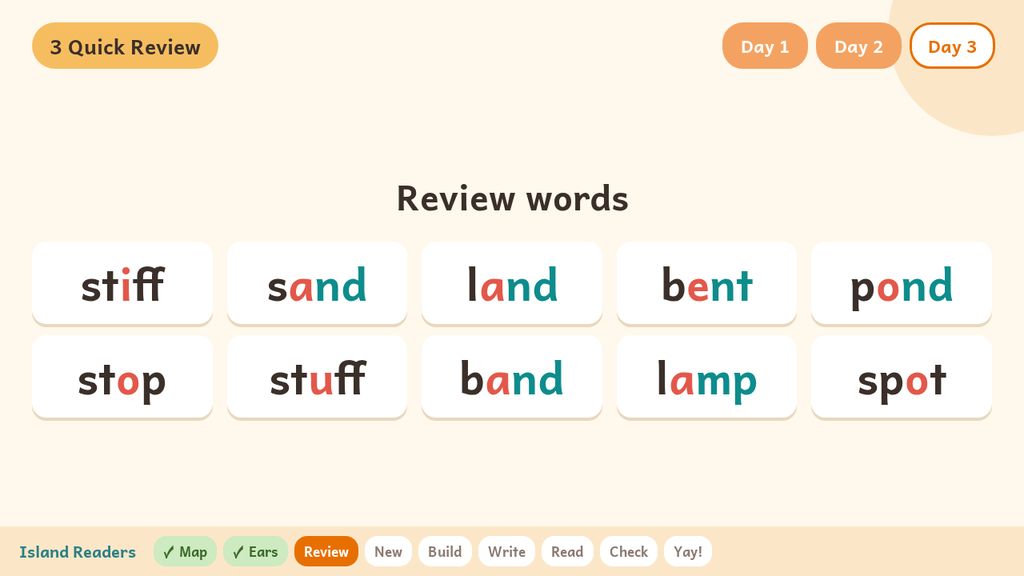 3 Quick Review
Day 1 Day 2 Day 3
Review words
stiff sand land bent pond
stop stuff band lamp spot
Island Readers ✓ Map ✓ Ears Review New Build Write Read Check Yay!